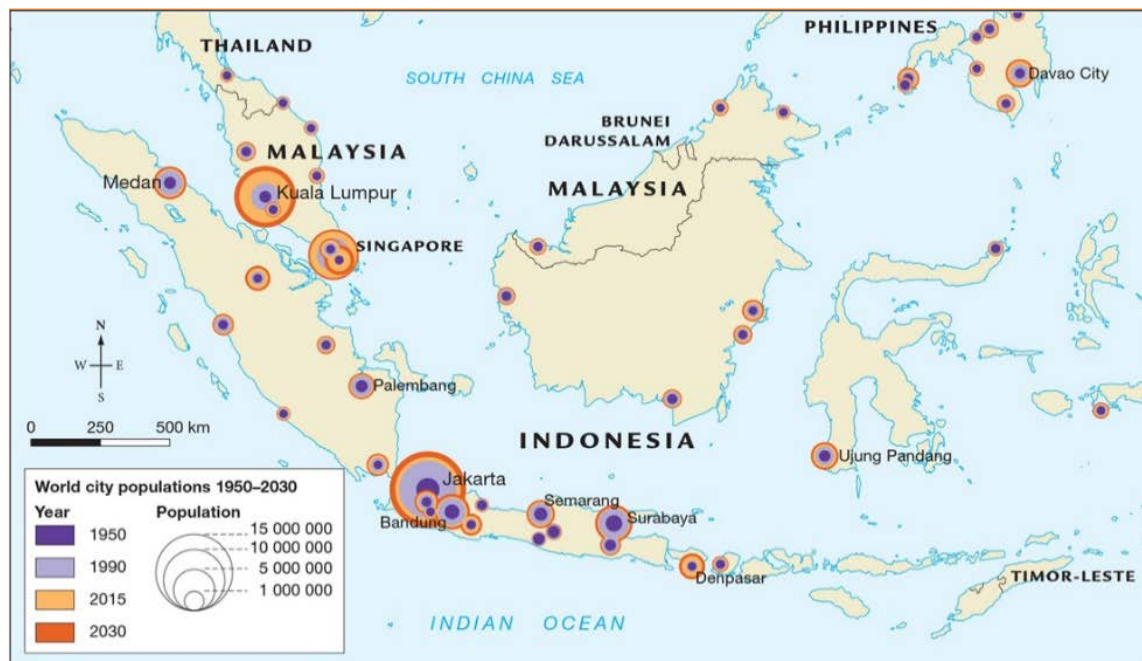 PHILIPPINES
THAILAND
SOUTH CHINA SEA
Davao City
BRUNEI
DARUSSALAM
MALAYSIA
MALAYSIA
Medan
Kuala Lumpur
SINGAPORE
N
W E
S
Palembang
0 250 500 km
INDONESIA
Ujung Pandang
Jakarta
Semarang
Bandung
Surabaya
Denpasar
TIMOR-LESTE
INDIAN OCEAN
World city populations 1950–2030
Year Population
1950
1990
2015
2030
15 000 000
10 000 000
5 000 000
1 000 000